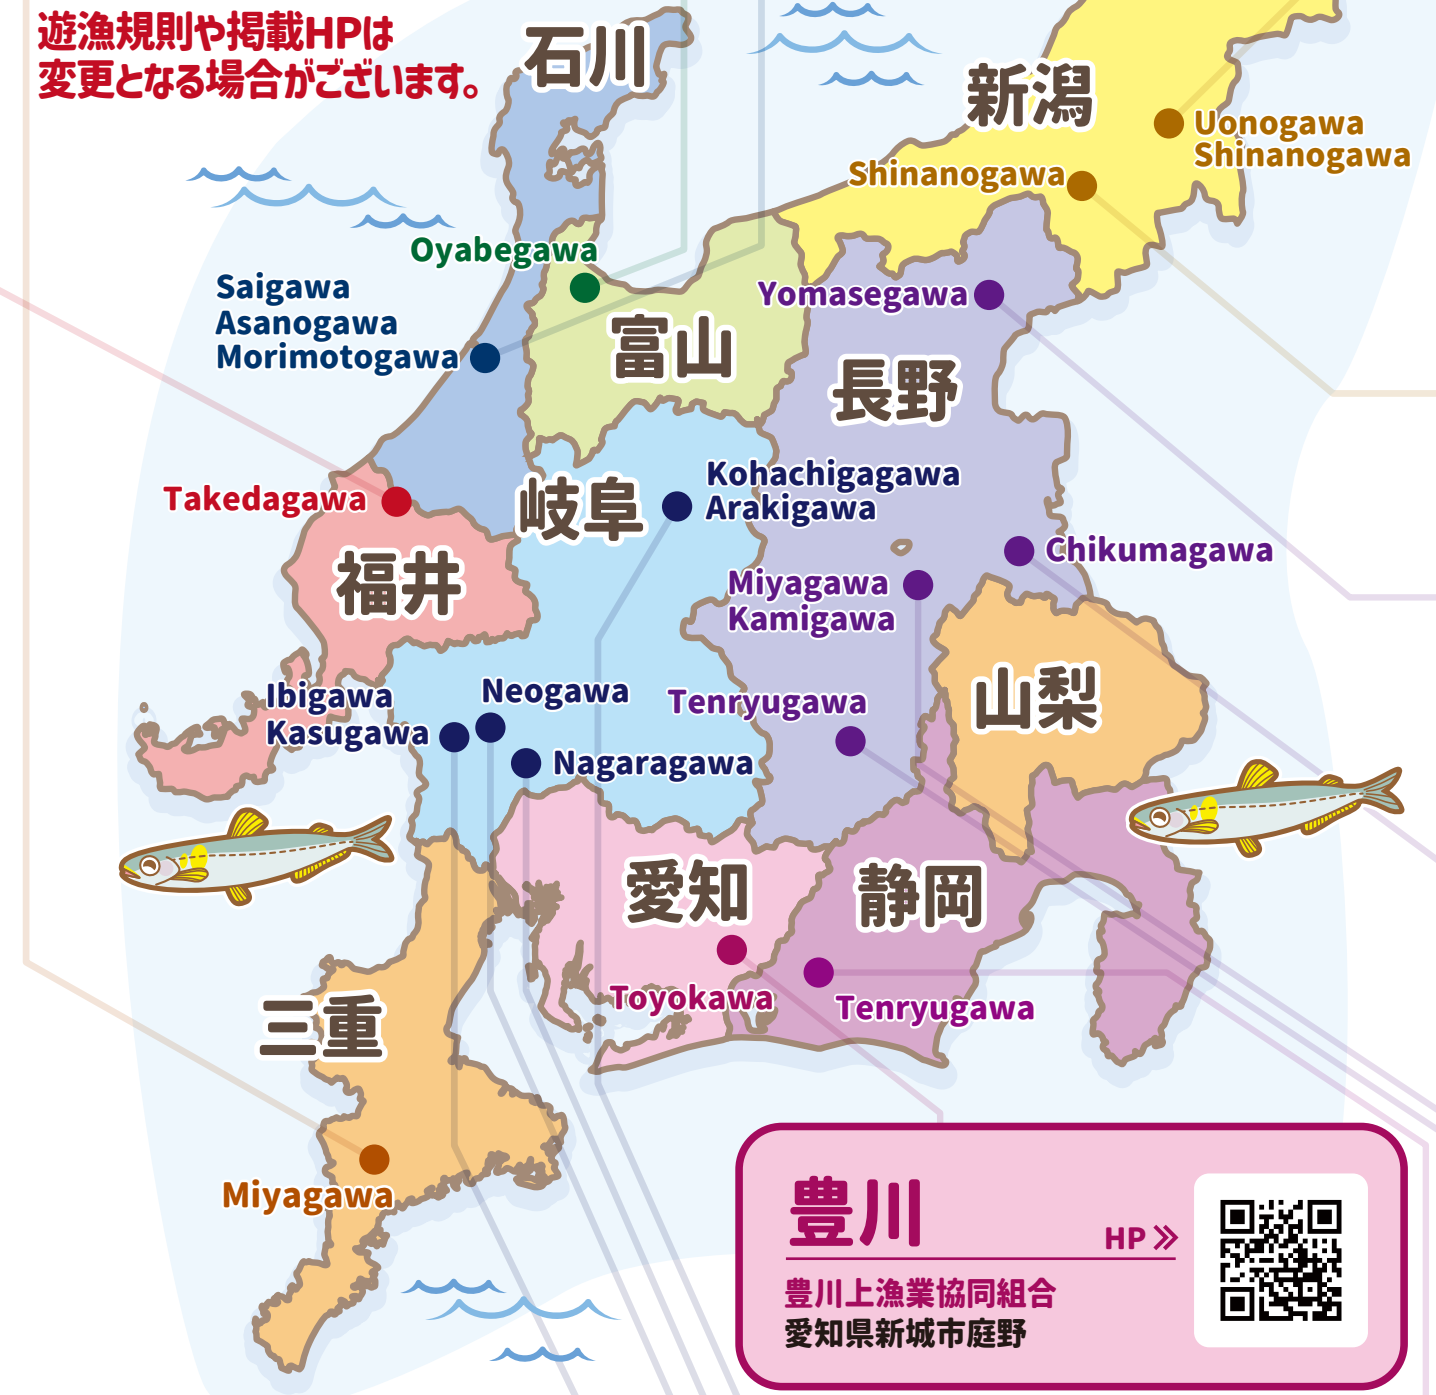 遊漁規則や掲載HPは
変更となる場合がございます。
石川
新潟
Uonogawa
Shinanogawa
Shinanogawa
Oyabegawa
Saigawa
Asanogawa
Morimotogawa
Yomasegawa
富山
長野
Takedagawa
岐阜
Kohachigagawa
Arakigawa
福井
Chikumagawa
Miyagawa
Kamigawa
山梨
Ibigawa
Kasugawa
Neogawa
Tenryugawa
Nagaragawa
愛知
静岡
Toyokawa
Tenryugawa
三重
Miyagawa
豊川
HP
豊川上漁業協同組合
愛知県新城市庭野